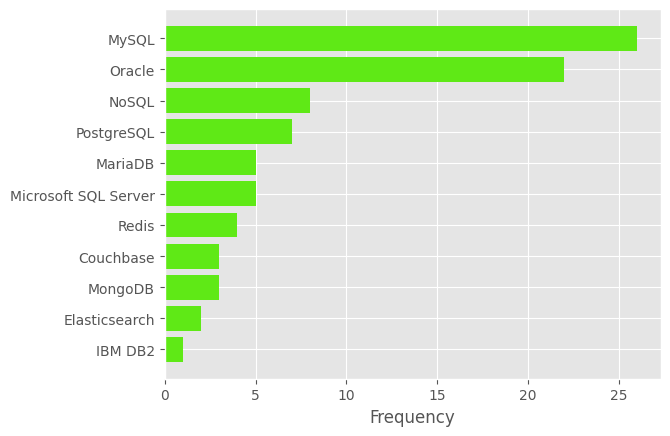 MySQL
Oracle
NoSQL
PostgreSQL
MariaDB
Microsoft SQL Server
Redis
Couchbase
MongoDB
Elasticsearch
IBM DB2
0 5 10 15 20 25
Frequency